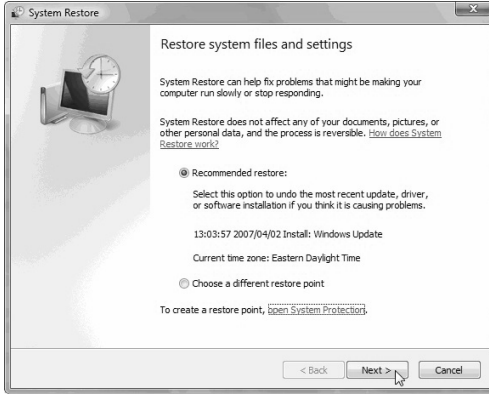 System Restore
Restore system files and settings
System Restore can help fix problems that might be making your
computer run slowly or stop responding.
System Restore does not affect any of your documents, pictures, or
other personal data, and the process is reversible. How does System
Restore work?
Recommended restore:
Select this option to undo the most recent update, driver,
or software installation if you think it is causing problems.
13:03:57 2007/04/02 Install: Windows Update
Current time zone: Eastern Daylight Time
Choose a different restore point
To create a restore point, open System Protection.
< Back Next > Cancel